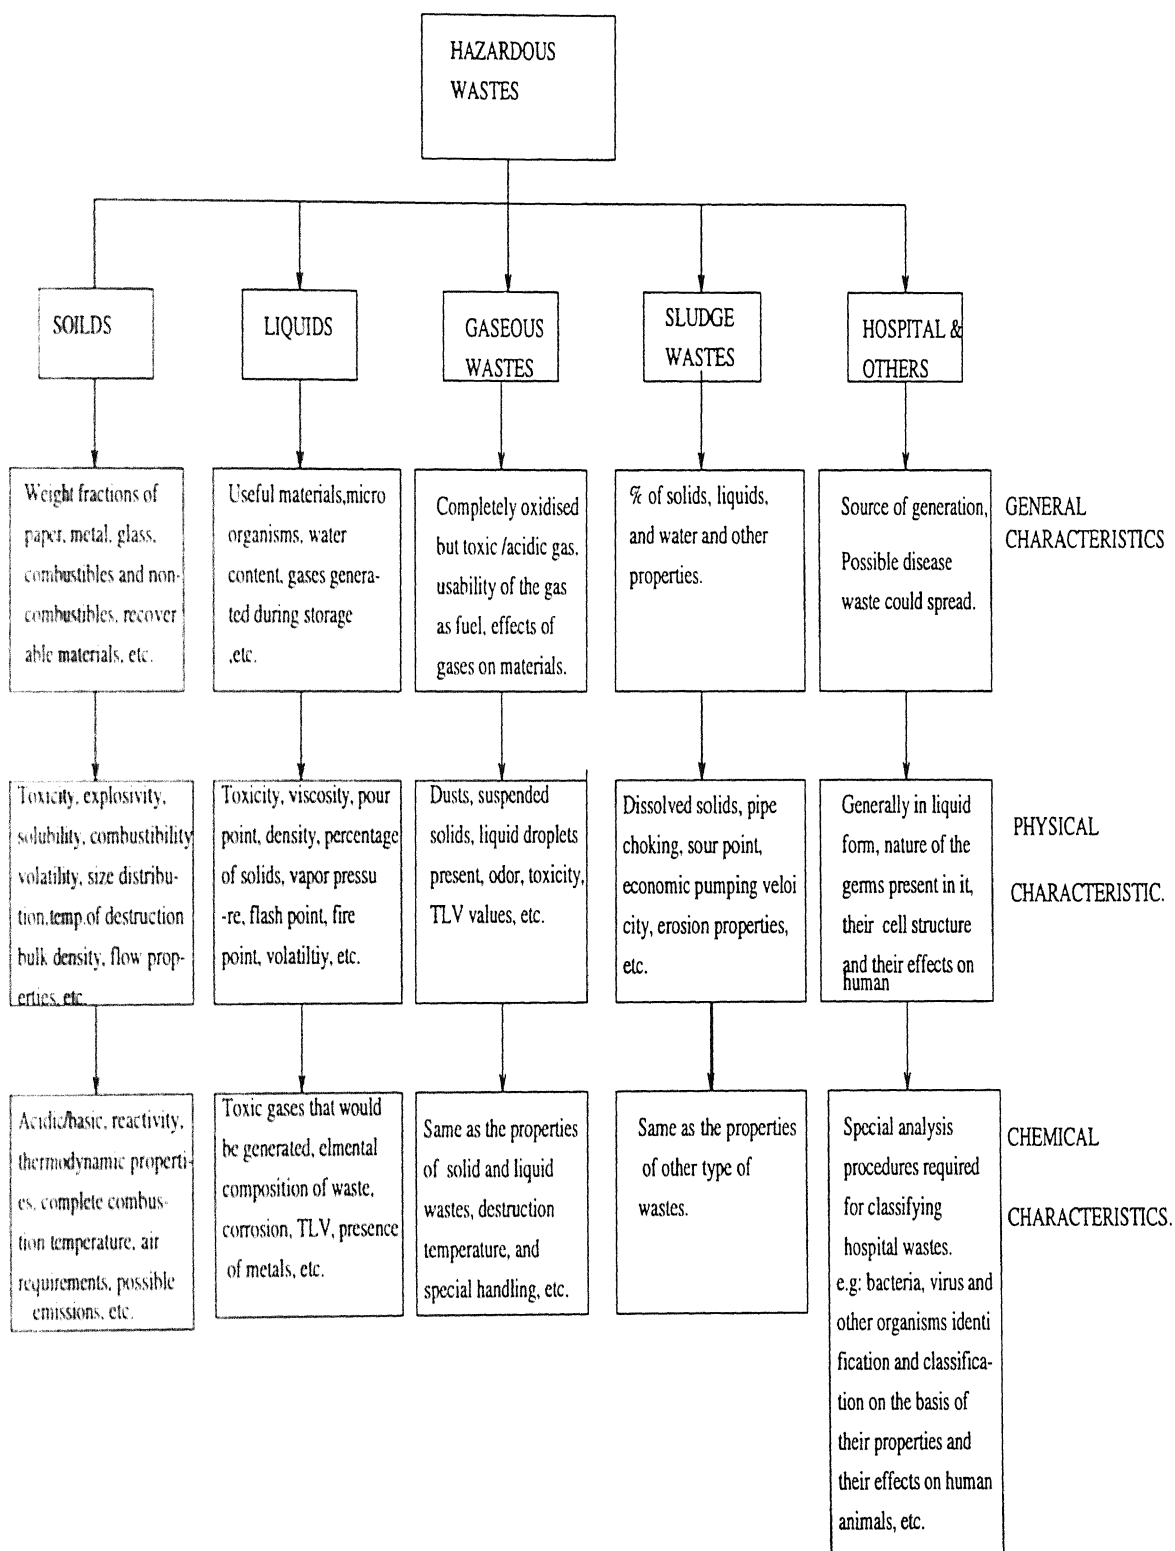 HAZARDOUS
WASTES
SOILDS
LIQUIDS
GASEOUS
WASTES
SLUDGE
WASTES
HOSPITAL &
OTHERS
Weight fractions of
paper, metal, glass,
combustibles and non-
combustibles, recover
able materials, etc.
Useful materials,micro
organisms, water
content, gases genera-
ted during storage
,etc.
Completely oxidised
but toxic /acidic gas,
usability of the gas
as fuel, effects of
gases on materials.
% of solids, liquids,
and water and other
properties.
Source of generation,
Possible disease
waste could spread.
GENERAL
CHARACTERISTICS
Toxicity, explosivity,
solubility, combustibility
volatility, size distribu-
tion,temp.of destruction
bulk density, flow prop-
erties, etc.
Toxicity, viscosity, pour
point, density, percentage
of solids, vapor pressu
-re, flash point, fire
point, volatiltiy, etc.
Dusts, suspended
solids, liquid droplets
present, odor, toxicity,
TLV values, etc.
Dissolved solids, pipe
choking, sour point,
economic pumping veloi
city, erosion properties,
etc.
Generally in liquid
form, nature of the
germs present in it,
their cell structure
and their effects on
human
PHYSICAL
CHARACTERISTIC.
Acidic/basic, reactivity,
thermodynamic properti-
es, complete combus-
tion temperature, air
requirements, possible
emissions, etc.
Toxic gases that would
be generated, elmental
composition of waste,
corrosion, TLV, presence
of metals, etc.
Same as the properties
of solid and liquid
wastes, destruction
temperature, and
special handling, etc.
Same as the properties
of other type of
wastes.
Special analysis
procedures required
for classifying
hospital wastes.
e.g: bacteria, virus and
other organisms identi
fication and classifica-
tion on the basis of
their properties and
their effects on human
animals, etc.
CHEMICAL
CHARACTERISTICS.